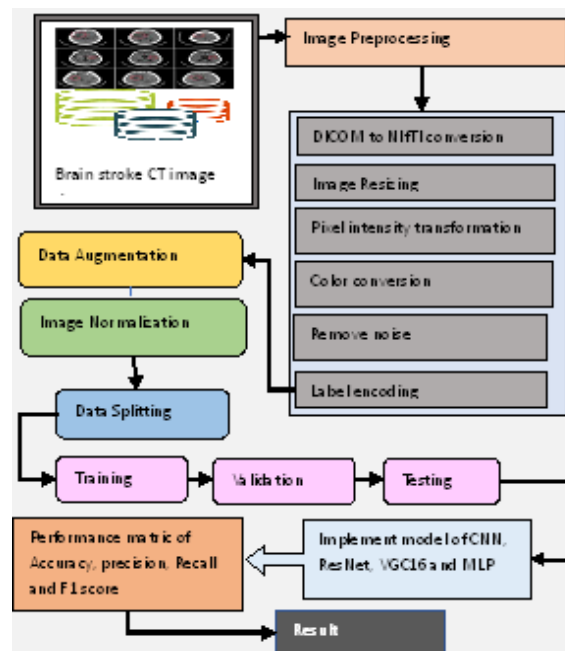 Image Preprocessing
Brain stroke CT image
DICOM to NIfTI conversion
Image Resizing
Pixel intensity transformation
Color conversion
Remove noise
Label encoding
Data Augmentation
Image Normalization
Data Splitting
Training
Validation
Testing
Performance matric of
Accuracy, precision, Recall
and F1 score
Implement model of CNN,
ResNet, VGC16 and MLP
Result